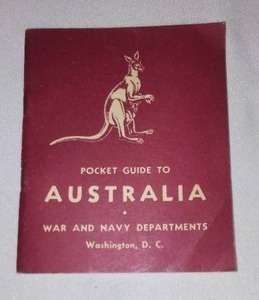 POCKET GUIDE TO
AUSTRALIA
•
WAR AND NAVY DEPARTMENTS
Washington, D. C.